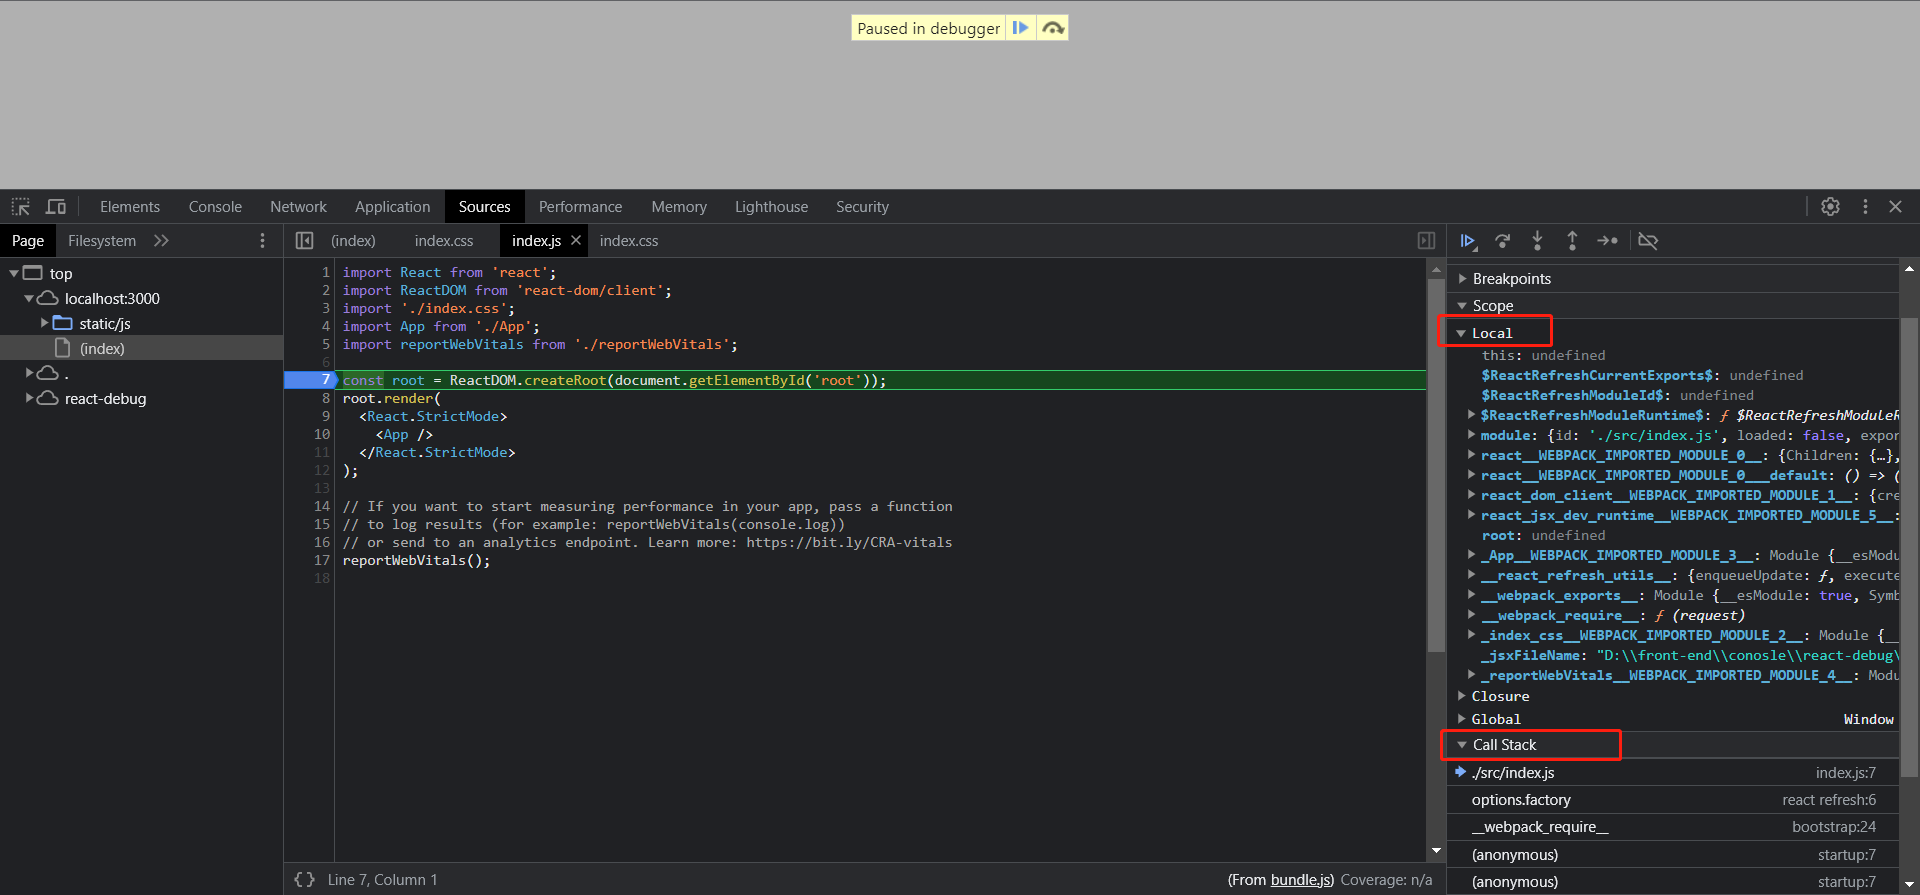 Paused in debugger
Elements Console Network Application Sources Performance Memory Lighthouse Security
Page Filesystem
(index) index.css index.js index.css
top
localhost:3000
static/js
(index)
.
react-debug
1 import React from 'react';
2 import ReactDOM from 'react-dom/client';
3 import './index.css';
4 import App from './App';
5 import reportWebVitals from './reportWebVitals';
6
7 const root = ReactDOM.createRoot(document.getElementById('root'));
8 root.render(
9 <React.StrictMode>
10 <App />
11 </React.StrictMode>
12 );
13
14 // If you want to start measuring performance in your app, pass a function
15 // to log results (for example: reportWebVitals(console.log))
16 // or send to an analytics endpoint. Learn more: https://bit.ly/CRA-vitals
17 reportWebVitals();
18
{} Line 7, Column 1
(From bundle.js) Coverage: n/a
Breakpoints
Scope
Local
this: undefined
$ReactRefreshCurrentExports$: undefined
$ReactRefreshModuleId$: undefined
$ReactRefreshModuleRuntime$: ƒ $ReactRefreshModuleR
module: {id: './src/index.js', loaded: false, expor
react__WEBPACK_IMPORTED_MODULE_0__: {Children: {…},
react__WEBPACK_IMPORTED_MODULE_0___default: () => (
react_dom_client__WEBPACK_IMPORTED_MODULE_1__: {cre
react_jsx_dev_runtime__WEBPACK_IMPORTED_MODULE_5__:
root: undefined
_App__WEBPACK_IMPORTED_MODULE_3__: Module {__esModu
__react_refresh_utils__: {enqueueUpdate: ƒ, execute
__webpack_exports__: Module {__esModule: true, Symb
__webpack_require__: ƒ (request)
_index_css__WEBPACK_IMPORTED_MODULE_2__: Module {__
_jsxFileName: "D:\\front-end\\conosle\\react-debug\
_reportWebVitals__WEBPACK_IMPORTED_MODULE_4__: Modu
Closure
Global Window
Call Stack
./src/index.js index.js:7
options.factory react refresh:6
__webpack_require__ bootstrap:24
(anonymous) startup:7
(anonymous) startup:7